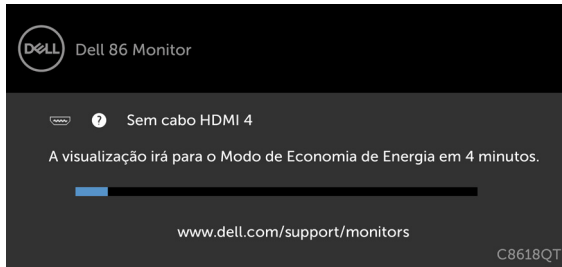 DELL Dell 86 Monitor
? Sem cabo HDMI 4
A visualização irá para o Modo de Economia de Energia em 4 minutos.
www.dell.com/support/monitors
C8618QT